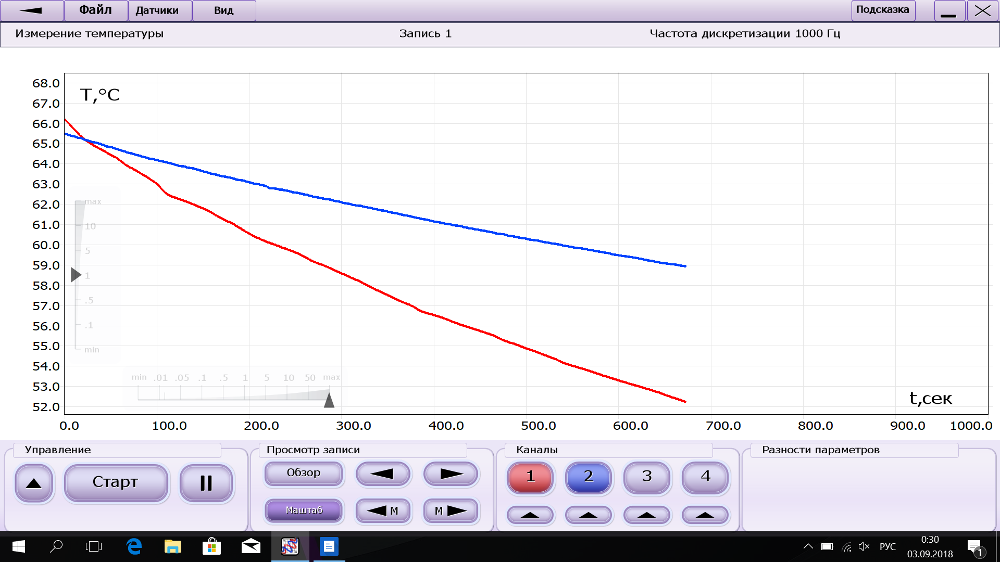 Файл Датчики Вид Подсказка
Измерение температуры Запись 1 Частота дискретизации 1000 Гц
T,°C
68.0
67.0
66.0
65.0
64.0
63.0
62.0
61.0
60.0
59.0
58.0
57.0
56.0
55.0
54.0
53.0
52.0
max
10
5
1
.5
.1
min
min .01 .05 .1 .5 1 5 10 50 max
t,сек
0.0 100.0 200.0 300.0 400.0 500.0 600.0 700.0 800.0 900.0 1000.0
Управление
Старт
Просмотр записи
Обзор
Маштаб М М
Каналы
1 2 3 4
Разности параметров
РУС
0:30
03.09.2018
1